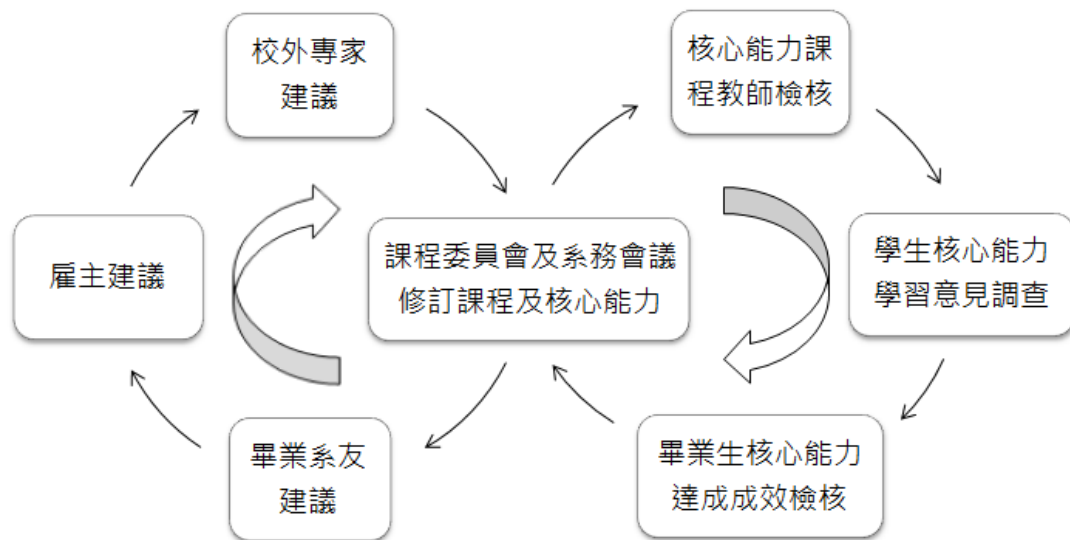 校外專家
建議
核心能力課
程教師檢核
雇主建議
課程委員會及系務會議
修訂課程及核心能力
學生核心能力
學習意見調查
畢業系友
建議
畢業生核心能力
達成成效檢核